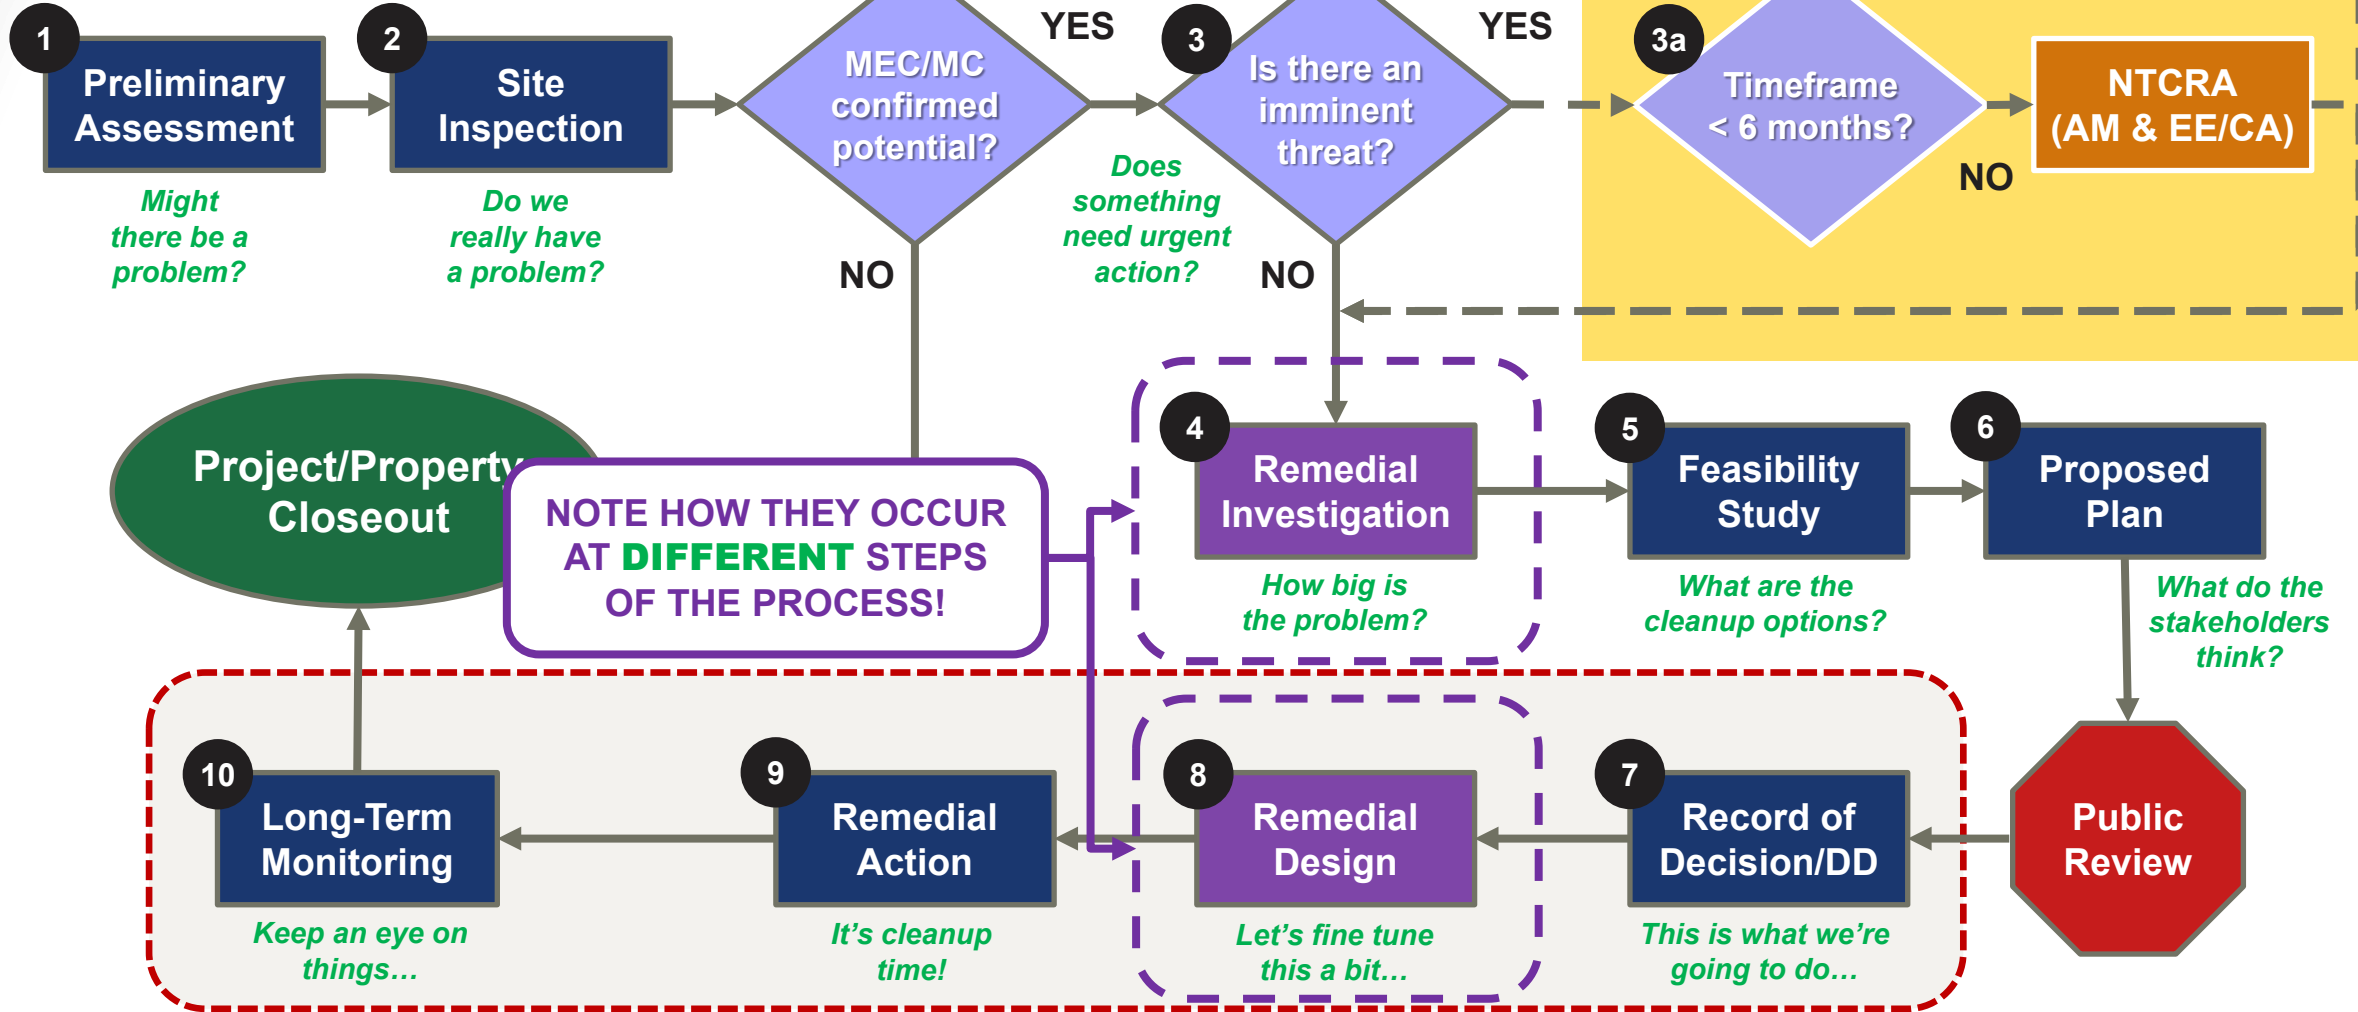 1
Preliminary
Assessment
Might
there be a
problem?
2
Site
Inspection
Do we
really have
a problem?
MEC/MC
confirmed
potential?
YES
NO
3
Is there an
imminent
threat?
Does
something
need urgent
action?
YES
NO
3a
Timeframe
< 6 months?
NO
NTCRA
(AM & EE/CA)
Project/Property
Closeout
NOTE HOW THEY OCCUR
AT DIFFERENT STEPS
OF THE PROCESS!
4
Remedial
Investigation
How big is
the problem?
5
Feasibility
Study
What are the
cleanup options?
6
Proposed
Plan
What do the
stakeholders
think?
10
Long-Term
Monitoring
Keep an eye on
things…
9
Remedial
Action
It's cleanup
time!
8
Remedial
Design
Let's fine tune
this a bit…
7
Record of
Decision/DD
This is what we're
going to do…
Public
Review